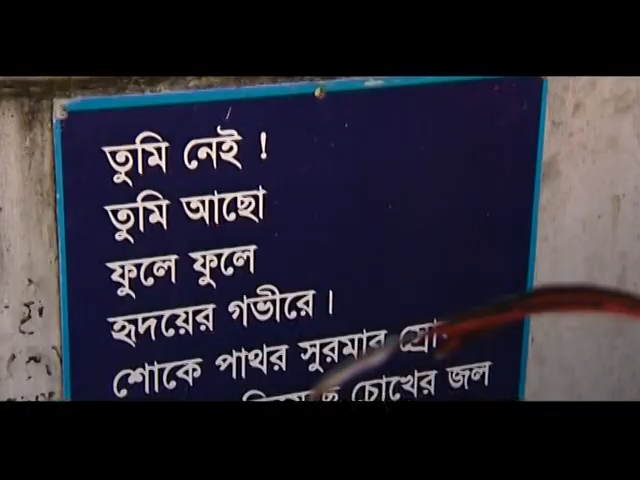 তুমি নেই !
তুমি আছো
ফুলে ফুলে
হৃদয়ের গভীরে।
শোকে পাথর সুরমার
চোখের জল